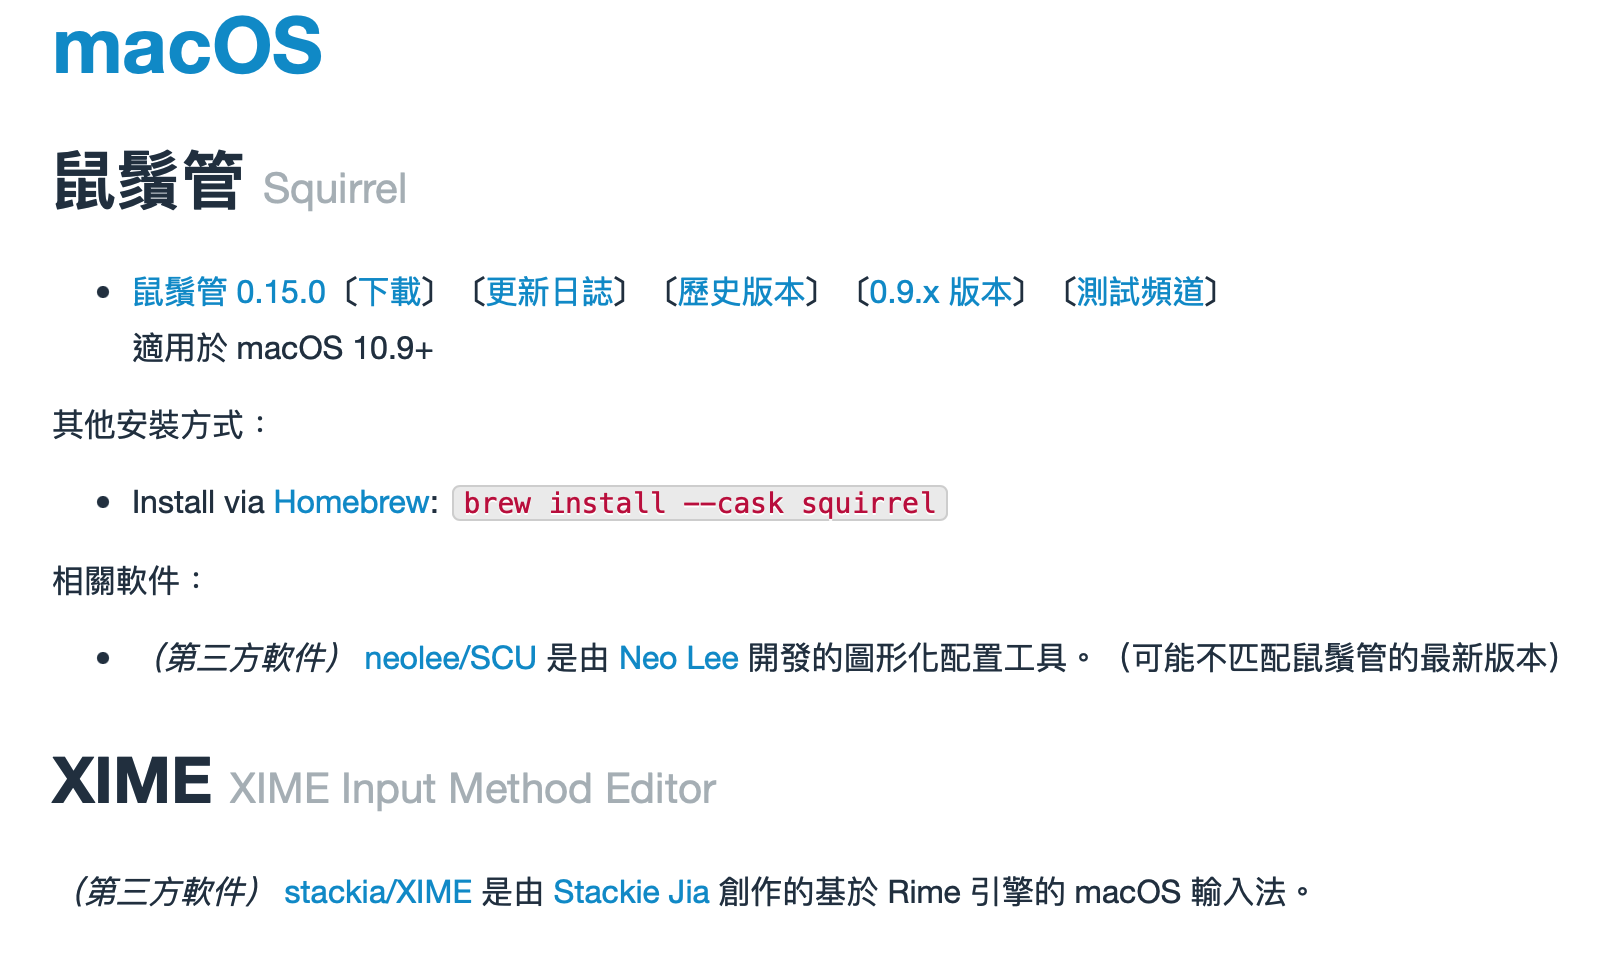 macOS
鼠鬚管 Squirrel
• 鼠鬚管 0.15.0〔下載〕〔更新日誌〕〔歷史版本〕〔0.9.x 版本〕〔測試頻道〕
適用於 macOS 10.9+
其他安裝方式：
• Install via Homebrew: brew install --cask squirrel
相關軟件：
• （第三方軟件） neolee/SCU 是由 Neo Lee 開發的圖形化配置工具。（可能不匹配鼠鬚管的最新版本）
XIME XIME Input Method Editor
（第三方軟件） stackia/XIME 是由 Stackie Jia 創作的基於 Rime 引擎的 macOS 輸入法。